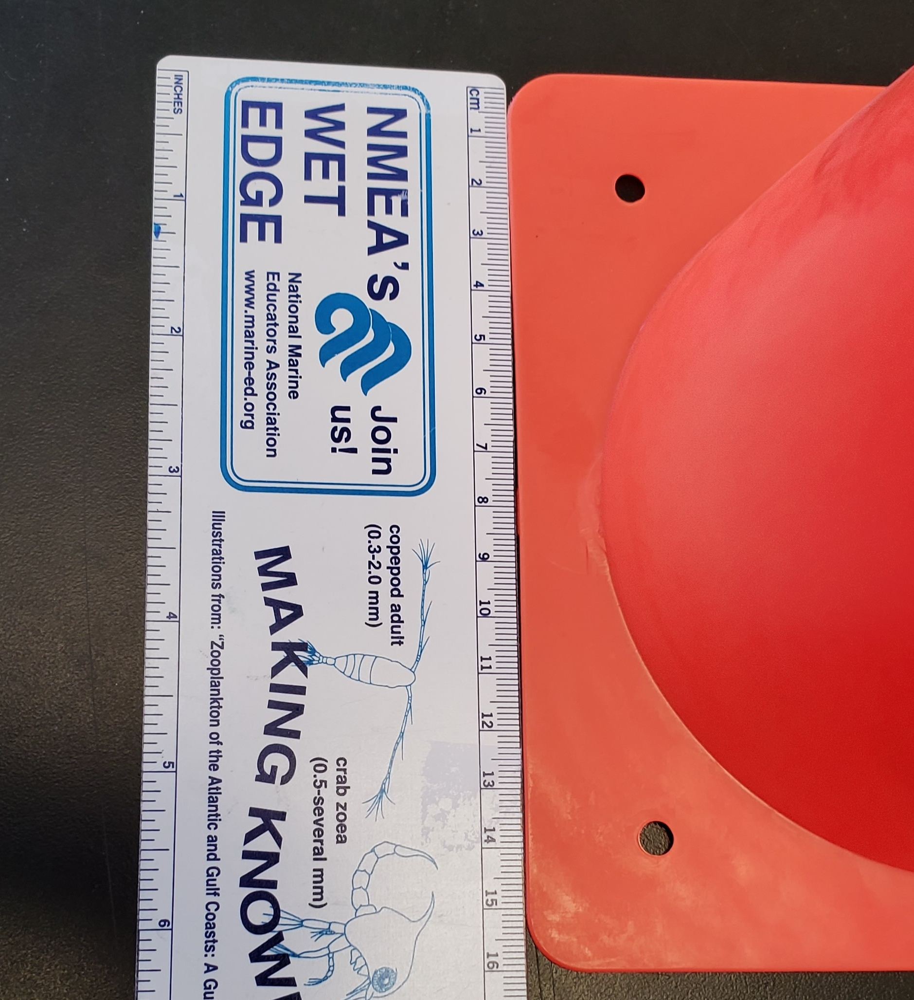 cm 1 2 3 4 5 6 7 8 9 10 11 12 13 14 15 16
NMEA's
WET
EDGE
Join
us!
National Marine
Educators Association
www.marine-ed.org
copepod adult
(0.3-2.0 mm)
crab zoea
(0.5-several mm)
MAKING KNOW
Illustrations from: “Zooplankton of the Atlantic and Gulf Coasts: A Gu
INCHES 1 2 3 4 5 6